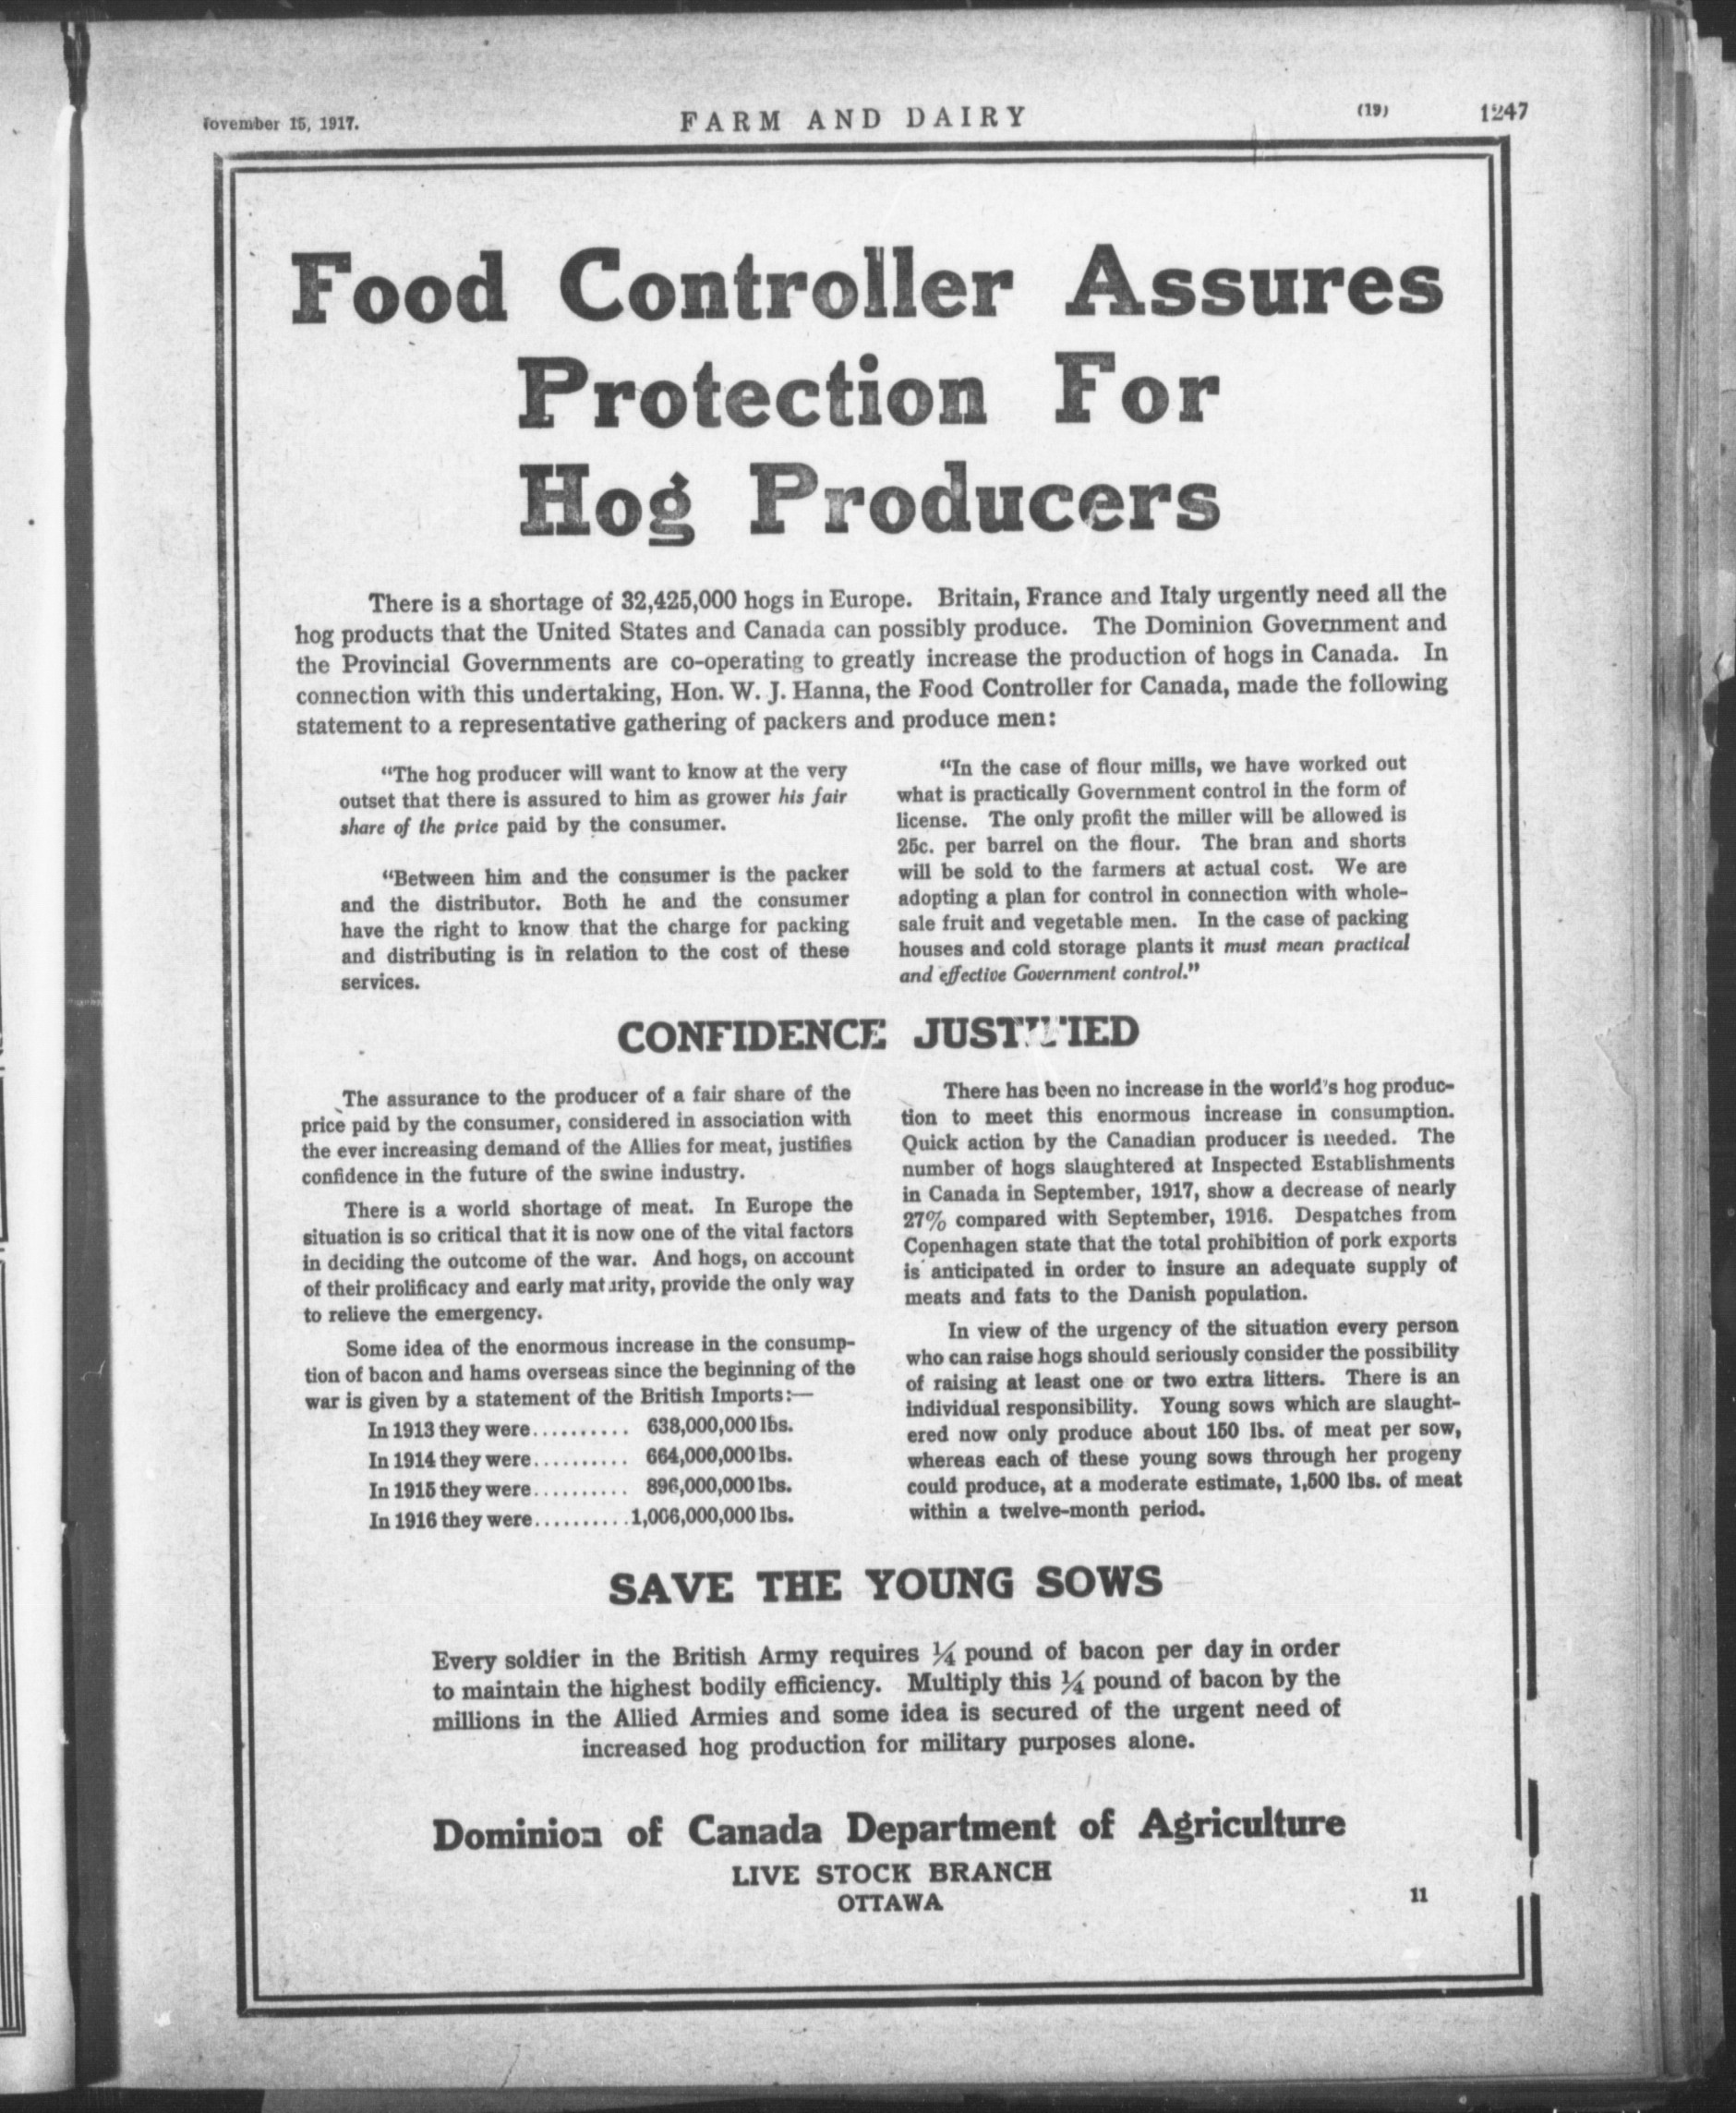 November 15, 1917.
FARM AND DAIRY
(19)
1247
Food Controller Assures
Protection For
Hog Producers
There is a shortage of 32,425,000 hogs in Europe. Britain, France and Italy urgently need all the
hog products that the United States and Canada can possibly produce. The Dominion Government and
the Provincial Governments are co-operating to greatly increase the production of hogs in Canada. In
connection with this undertaking, Hon. W. J. Hanna, the Food Controller for Canada, made the following
statement to a representative gathering of packers and produce men:
"The hog producer will want to know at the very
outset that there is assured to him as grower his fair
share of the price paid by the consumer.
"Between him and the consumer is the packer
and the distributor. Both he and the consumer
have the right to know that the charge for packing
and distributing is in relation to the cost of these
services.
"In the case of flour mills, we have worked out
what is practically Government control in the form of
license. The only profit the miller will be allowed is
25c. per barrel on the flour. The bran and shorts
will be sold to the farmers at actual cost. We are
adopting a plan for control in connection with whole-
sale fruit and vegetable men. In the case of packing
houses and cold storage plants it must mean practical
and effective Government control."
CONFIDENCE JUSTIFIED
The assurance to the producer of a fair share of the
price paid by the consumer, considered in association with
the ever increasing demand of the Allies for meat, justifies
confidence in the future of the swine industry.
There is a world shortage of meat. In Europe the
situation is so critical that it is now one of the vital factors
in deciding the outcome of the war. And hogs, on account
of their prolificacy and early maturity, provide the only way
to relieve the emergency.
Some idea of the enormous increase in the consump-
tion of bacon and hams overseas since the beginning of the
war is given by a statement of the British Imports:—
In 1913 they were.......... 638,000,000 lbs.
In 1914 they were.......... 664,000,000 lbs.
In 1915 they were.......... 896,000,000 lbs.
In 1916 they were..........1,006,000,000 lbs.
There has been no increase in the world's hog produc-
tion to meet this enormous increase in consumption.
Quick action by the Canadian producer is needed. The
number of hogs slaughtered at Inspected Establishments
in Canada in September, 1917, show a decrease of nearly
27% compared with September, 1916. Despatches from
Copenhagen state that the total prohibition of pork exports
is anticipated in order to insure an adequate supply of
meats and fats to the Danish population.
In view of the urgency of the situation every person
who can raise hogs should seriously consider the possibility
of raising at least one or two extra litters. There is an
individual responsibility. Young sows which are slaught-
ered now only produce about 150 lbs. of meat per sow,
whereas each of these young sows through her progeny
could produce, at a moderate estimate, 1,500 lbs. of meat
within a twelve-month period.
SAVE THE YOUNG SOWS
Every soldier in the British Army requires ¼ pound of bacon per day in order
to maintain the highest bodily efficiency. Multiply this ¼ pound of bacon by the
millions in the Allied Armies and some idea is secured of the urgent need of
increased hog production for military purposes alone.
Dominion of Canada Department of Agriculture
LIVE STOCK BRANCH
OTTAWA
11